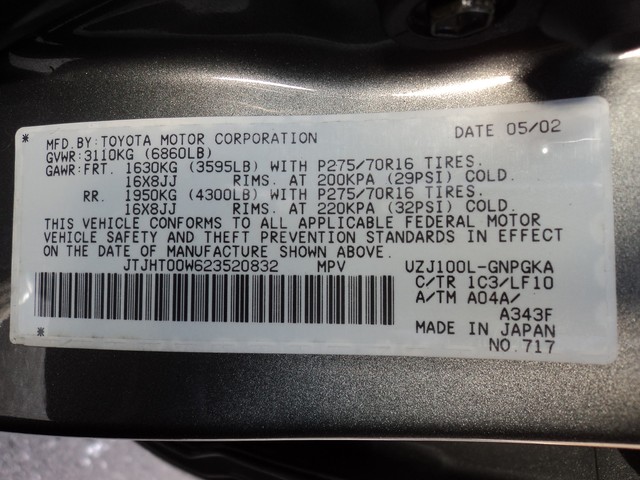 * MFD.BY:TOYOTA MOTOR CORPORATION DATE 05/02
GVWR:3110KG (6860LB)
GAWR:FRT. 1630KG (3595LB) WITH P275/70R16 TIRES.
16X8JJ RIMS. AT 200KPA (29PSI) COLD.
RR. 1950KG (4300LB) WITH P275/70R16 TIRES.
16X8JJ RIMS. AT 220KPA (32PSI) COLD.
THIS VEHICLE CONFORMS TO ALL APPLICABLE FEDERAL MOTOR
VEHICLE SAFETY AND THEFT PREVENTION STANDARDS IN EFFECT
ON THE DATE OF MANUFACTURE SHOWN ABOVE.
JTJHT00W623520832 MPV UZJ100L-GNPGKA
C/TR 1C3/LF10
A/TM A04A/
A343F
* MADE IN JAPAN
NO.717